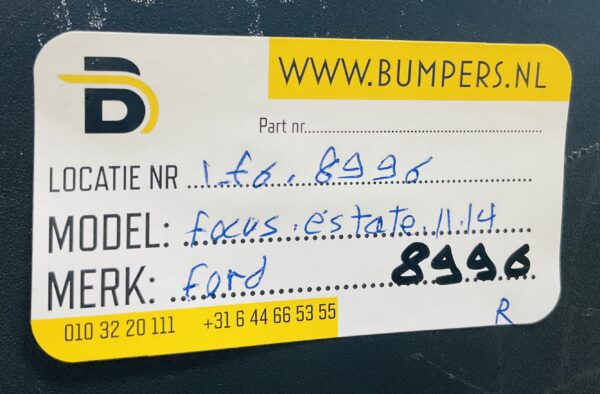 WWW.BUMPERS.NL
Part nr
LOCATIE NR 1.f6.8996
MODEL: focus.estate.11.14
MERK: ford 8996
010 32 20 111 +31 6 44 66 53 55
R